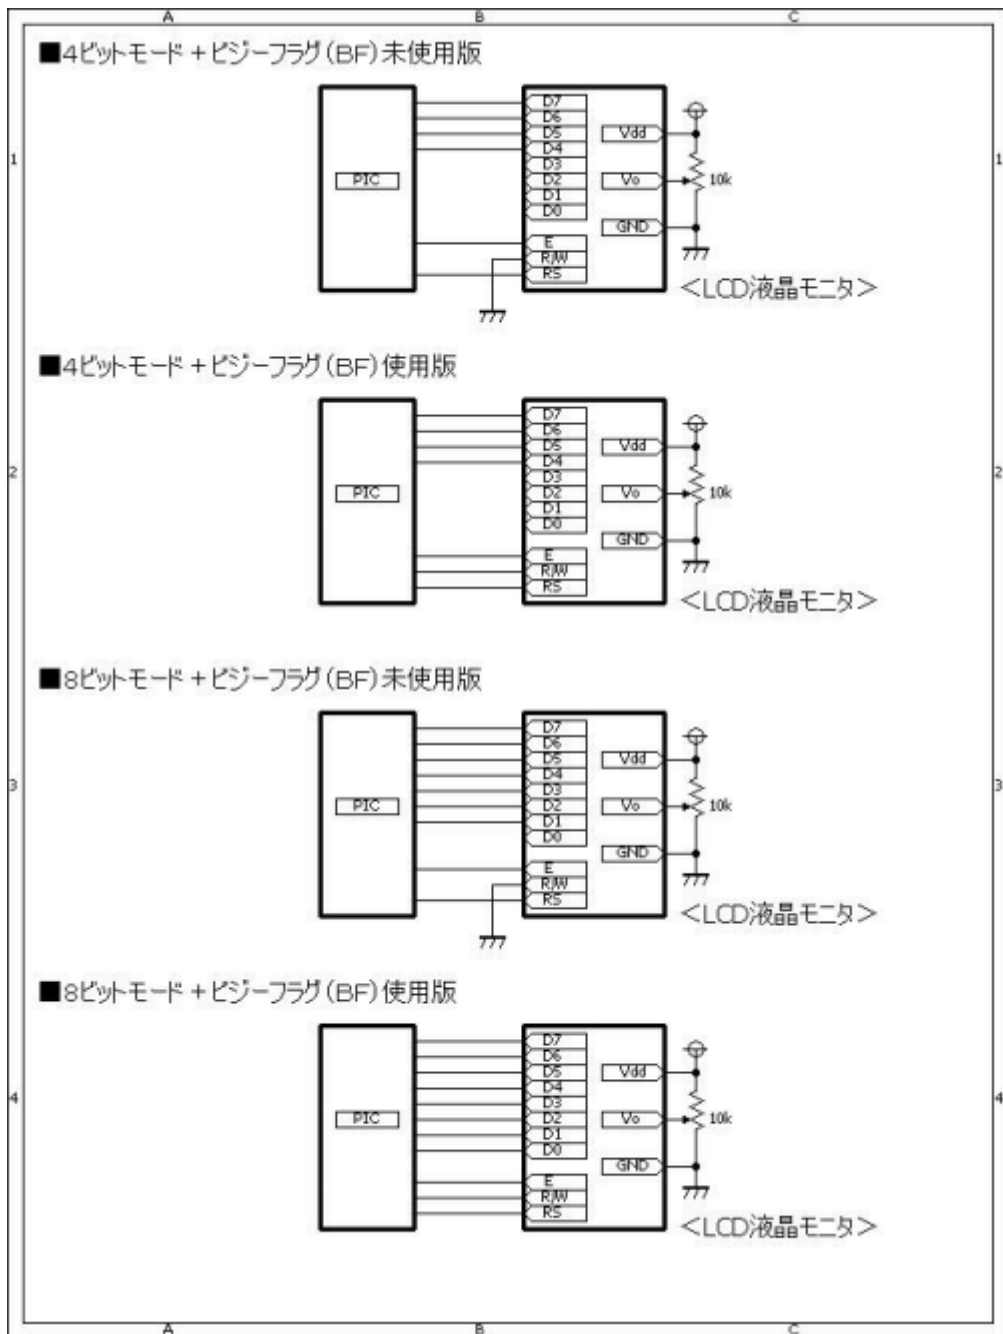 A B C
■4ビットモード+ビジーフラグ(BF)未使用版
D7
D6
D5
D4
D3
D2
D1
D0
Vdd
1 1
PIC
Vo
10k
GND
E
R/W
RS
<LCD液晶モニタ>
■4ビットモード+ビジーフラグ(BF)使用版
D7
D6
D5
D4
D3
D2
D1
D0
Vdd
2 2
PIC
Vo
10k
GND
E
R/W
RS
<LCD液晶モニタ>
■8ビットモード+ビジーフラグ(BF)未使用版
D7
D6
D5
D4
D3
D2
D1
D0
Vdd
3 3
PIC
Vo
10k
GND
E
R/W
RS
<LCD液晶モニタ>
■8ビットモード+ビジーフラグ(BF)使用版
D7
D6
D5
D4
D3
D2
D1
D0
Vdd
4 4
PIC
Vo
10k
GND
E
R/W
RS
<LCD液晶モニタ>
A B C